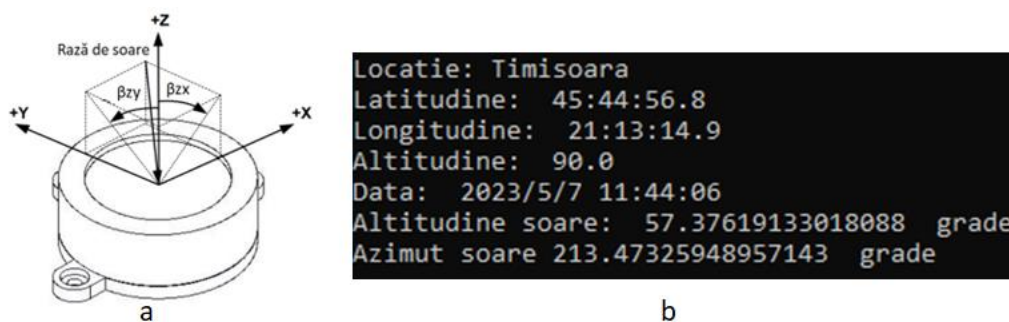 +Z
Rază de soare
βzy
βzx
+Y
+X
a
Locatie: Timisoara
Latitudine:  45:44:56.8
Longitudine:  21:13:14.9
Altitudine:  90.0
Data:  2023/5/7 11:44:06
Altitudine soare:  57.37619133018088  grade
Azimut soare 213.47325948957143  grade
b